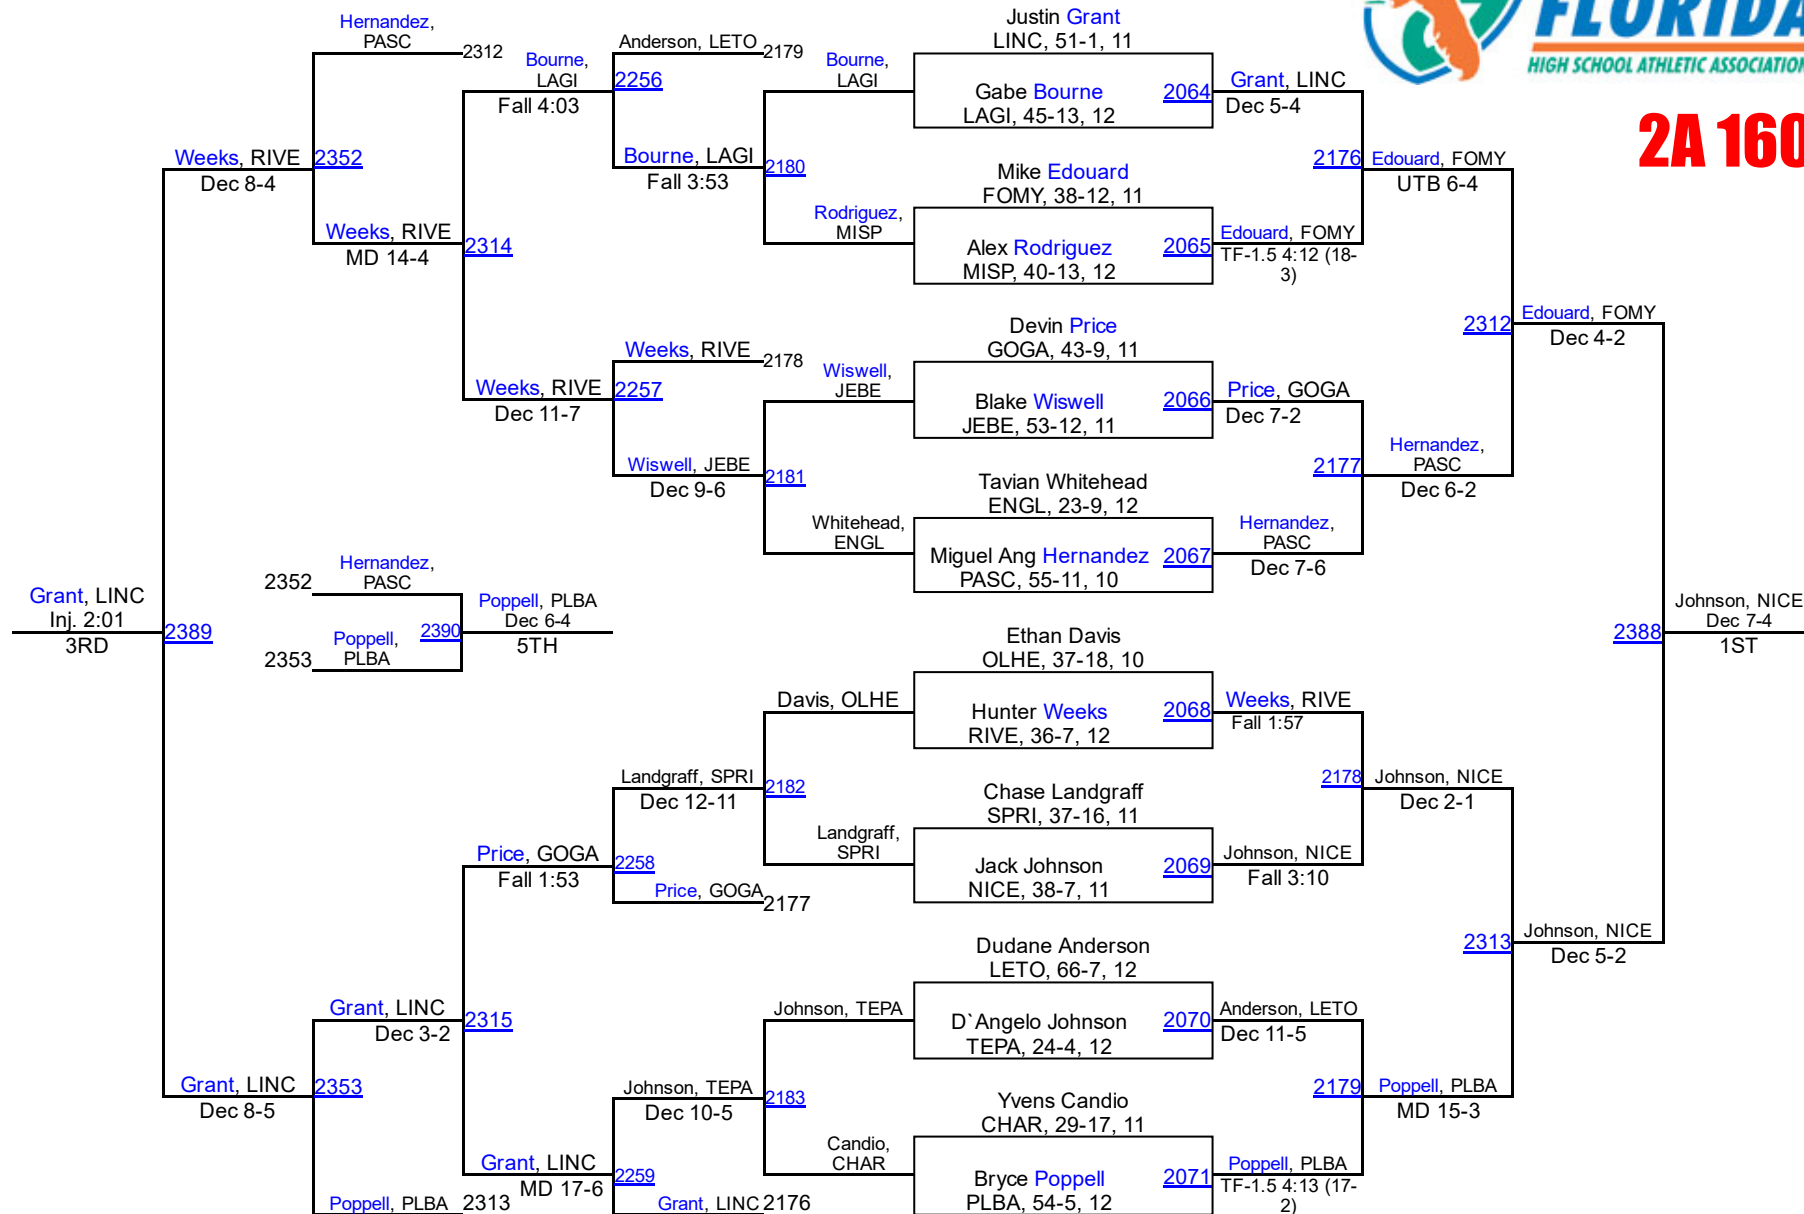 FLORIDA
HIGH SCHOOL ATHLETIC ASSOCIATION
2A 160
Hernandez,
PASC
2312
Weeks, RIVE
2352
Dec 8-4
Weeks, RIVE
MD 14-4
2314
Bourne,
LAGI
Fall 4:03
Anderson, LETO
2179
2256
Bourne, LAGI
Fall 3:53
2180
Bourne,
LAGI
Rodriguez,
MISP
Weeks, RIVE
Dec 11-7
Weeks, RIVE
2178
2257
Wiswell, JEBE
Dec 9-6
2181
Wiswell,
JEBE
Whitehead,
ENGL
Grant, LINC
Inj. 2:01
3RD
2389
2352
Hernandez,
PASC
2353
Poppell,
PLBA
2390
Poppell, PLBA
Dec 6-4
5TH
Davis, OLHE
Landgraff, SPRI
Dec 12-11
2182
Landgraff,
SPRI
Price, GOGA
Fall 1:53
2258
Price, GOGA
2177
Grant, LINC
Dec 3-2
2315
Grant, LINC
Dec 8-5
2353
Johnson, TEPA
Johnson, TEPA
Dec 10-5
2183
Candio,
CHAR
Grant, LINC
MD 17-6
2259
Grant, LINC
2176
Poppell, PLBA
2313
Justin Grant
LINC, 51-1, 11
Gabe Bourne
LAGI, 45-13, 12
2064
Grant, LINC
Dec 5-4
Mike Edouard
FOMY, 38-12, 11
Alex Rodriguez
MISP, 40-13, 12
2065
Edouard, FOMY
TF-1.5 4:12 (18-
3)
2176
Edouard, FOMY
UTB 6-4
Devin Price
GOGA, 43-9, 11
Blake Wiswell
JEBE, 53-12, 11
2066
Price, GOGA
Dec 7-2
Tavian Whitehead
ENGL, 23-9, 12
Miguel Ang Hernandez
PASC, 55-11, 10
2067
Hernandez,
PASC
Dec 7-6
2177
Hernandez,
PASC
Dec 6-2
2312
Edouard, FOMY
Dec 4-2
Ethan Davis
OLHE, 37-18, 10
Hunter Weeks
RIVE, 36-7, 12
2068
Weeks, RIVE
Fall 1:57
Chase Landgraff
SPRI, 37-16, 11
Jack Johnson
NICE, 38-7, 11
2069
Johnson, NICE
Fall 3:10
2178
Johnson, NICE
Dec 2-1
Dudane Anderson
LETO, 66-7, 12
D`Angelo Johnson
TEPA, 24-4, 12
2070
Anderson, LETO
Dec 11-5
Yvens Candio
CHAR, 29-17, 11
Bryce Poppell
PLBA, 54-5, 12
2071
Poppell, PLBA
TF-1.5 4:13 (17-
2)
2179
Poppell, PLBA
MD 15-3
2313
Johnson, NICE
Dec 5-2
2388
Johnson, NICE
Dec 7-4
1ST